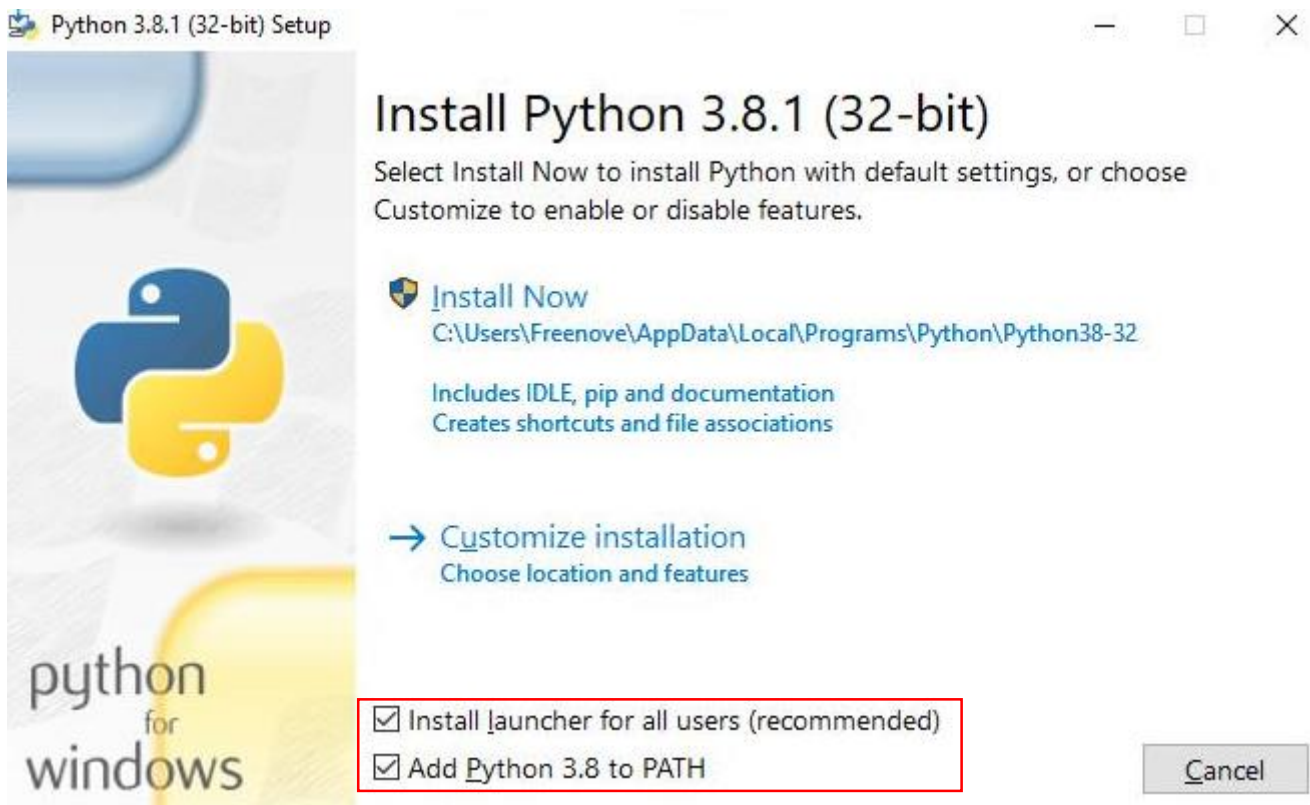 Python 3.8.1 (32-bit) Setup
Install Python 3.8.1 (32-bit)
Select Install Now to install Python with default settings, or choose
Customize to enable or disable features.
Install Now
C:\Users\Freenove\AppData\Local\Programs\Python\Python38-32
Includes IDLE, pip and documentation
Creates shortcuts and file associations
Customize installation
Choose location and features
python
for
windows
Install launcher for all users (recommended)
Add Python 3.8 to PATH
Cancel